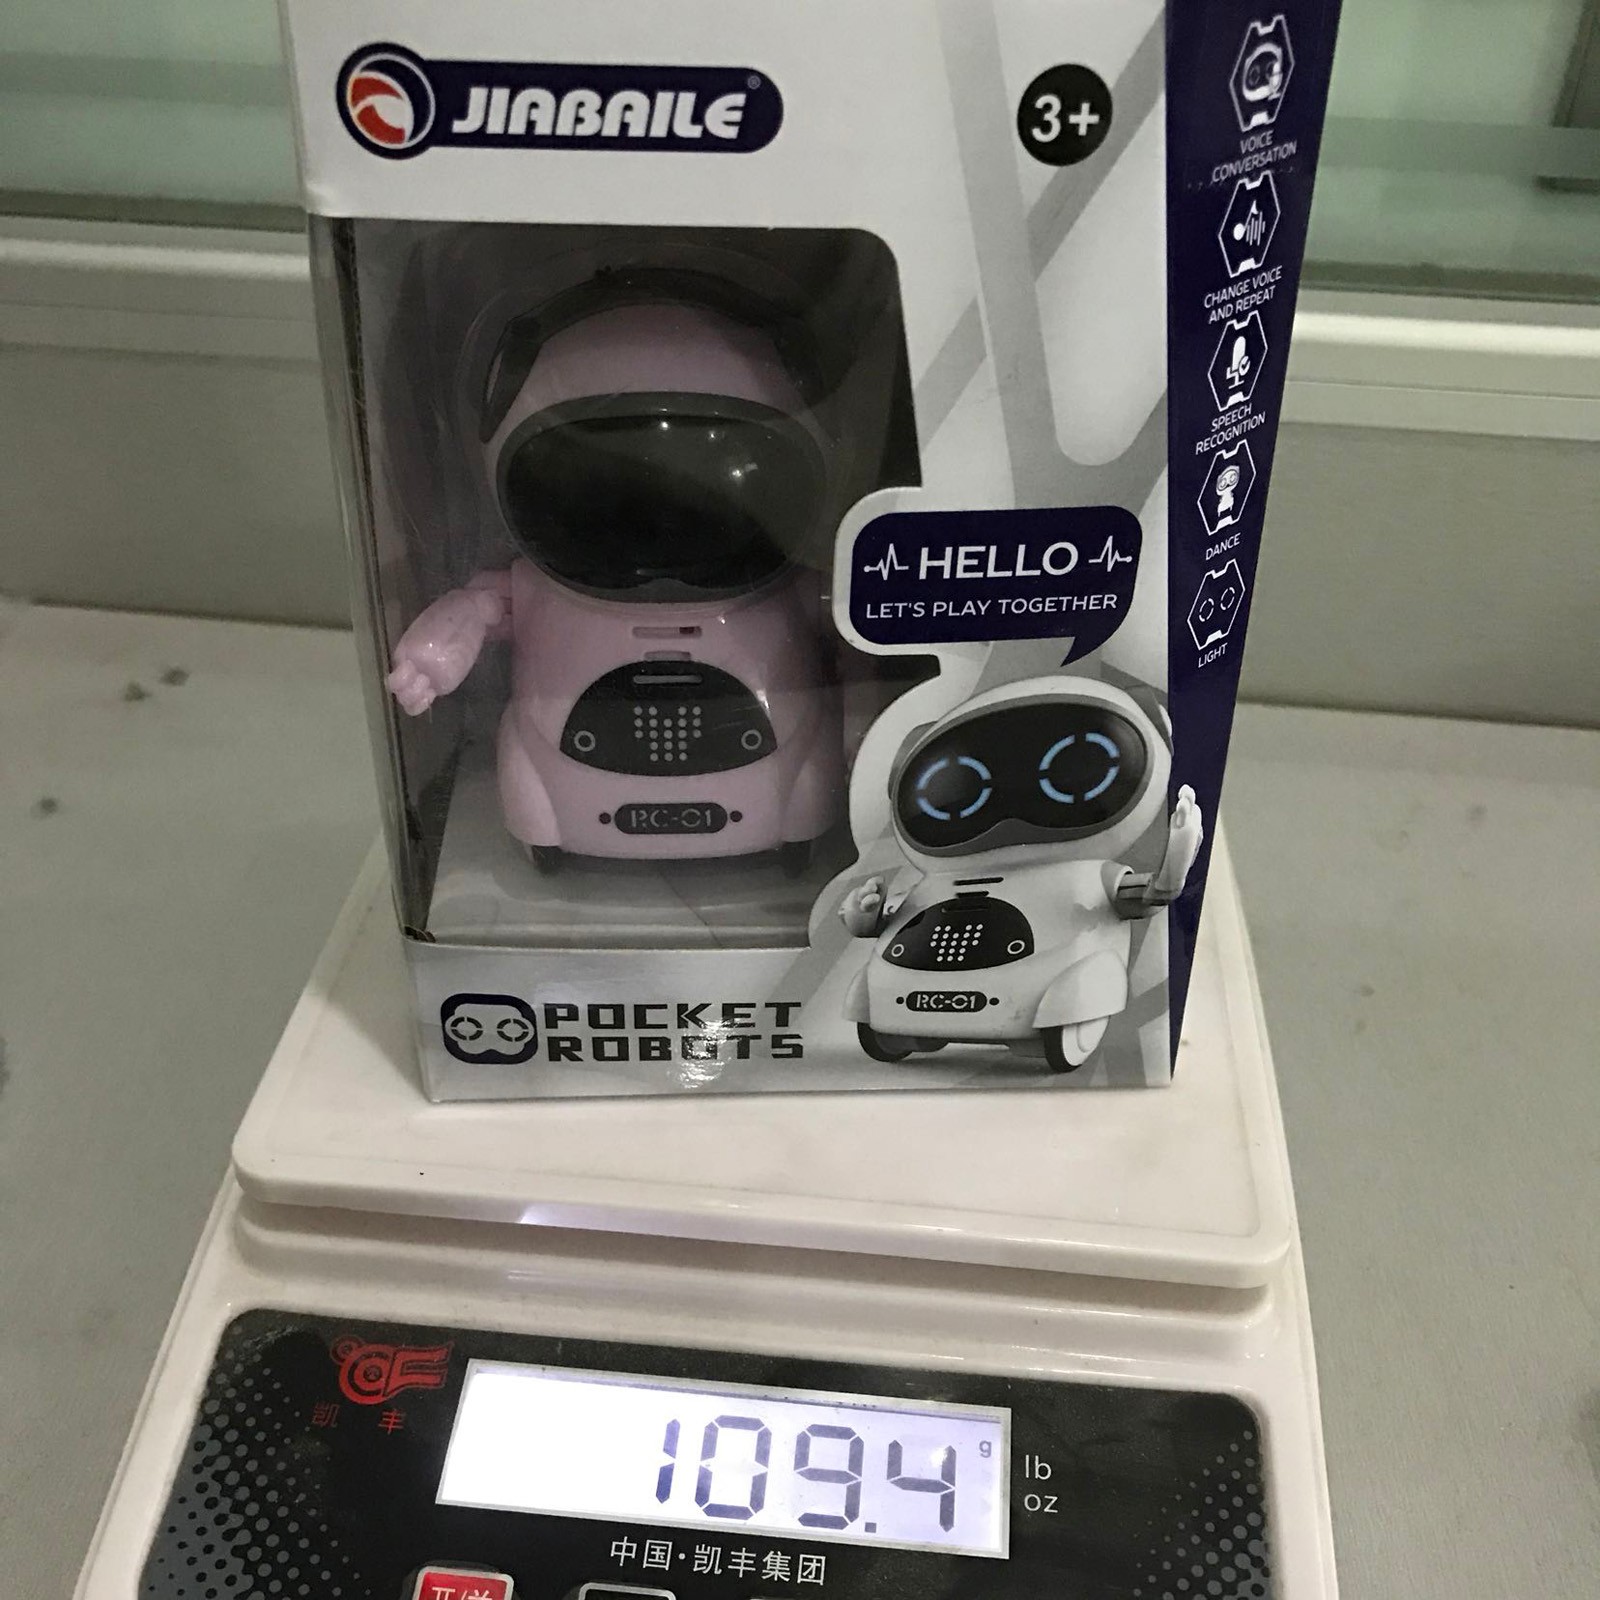 JIABAILE®
3+
VOICE
CONVERSATION
CHANGE VOICE
AND REPEAT
SPEECH
RECOGNITION
DANCE
LIGHT
HELLO
LET'S PLAY TOGETHER
RC-01
RC-01
POCKET
ROBOTS
凯丰
109.4 g
lb
oz
中国·凯丰集团